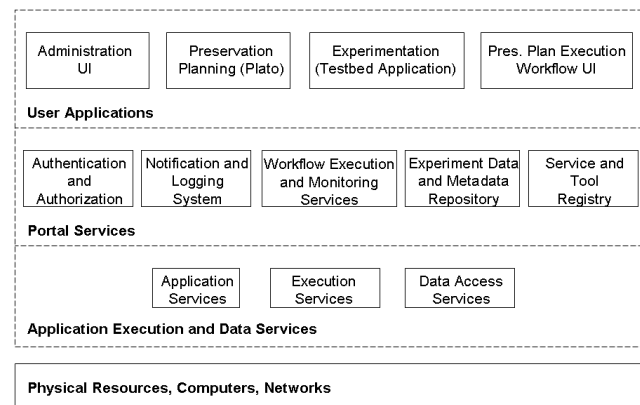 Administration
UI
Preservation
Planning (Plato)
Experimentation
(Testbed Application)
Pres. Plan Execution
Workflow UI
User Applications
Authentication
and
Authorization
Notification and
Logging
System
Workflow Execution
and Monitoring
Services
Experiment Data
and Metadata
Repository
Service and
Tool
Registry
Portal Services
Application
Services
Execution
Services
Data Access
Services
Application Execution and Data Services
Physical Resources, Computers, Networks